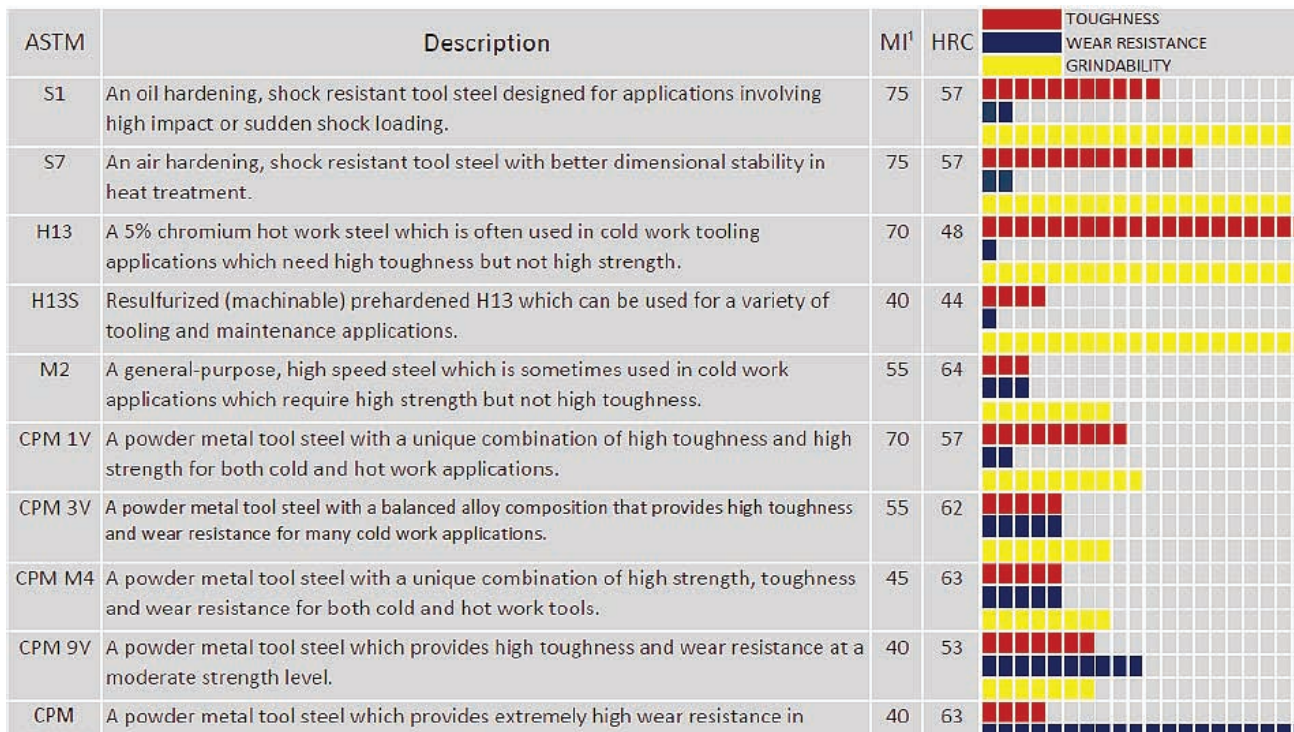 ASTM Description MI¹ HRC TOUGHNESS
WEAR RESISTANCE
GRINDABILITY
S1 An oil hardening, shock resistant tool steel designed for applications involving 75 57
high impact or sudden shock loading.
S7 An air hardening, shock resistant tool steel with better dimensional stability in 75 57
heat treatment.
H13 A 5% chromium hot work steel which is often used in cold work tooling 70 48
applications which need high toughness but not high strength.
H13S Resulfurized (machinable) prehardened H13 which can be used for a variety of 40 44
tooling and maintenance applications.
M2 A general-purpose, high speed steel which is sometimes used in cold work 55 64
applications which require high strength but not high toughness.
CPM 1V A powder metal tool steel with a unique combination of high toughness and high 70 57
strength for both cold and hot work applications.
CPM 3V A powder metal tool steel with a balanced alloy composition that provides high toughness 55 62
and wear resistance for many cold work applications.
CPM M4 A powder metal tool steel with a unique combination of high strength, toughness 45 63
and wear resistance for both cold and hot work tools.
CPM 9V A powder metal tool steel which provides high toughness and wear resistance at a 40 53
moderate strength level.
CPM A powder metal tool steel which provides extremely high wear resistance in 40 63